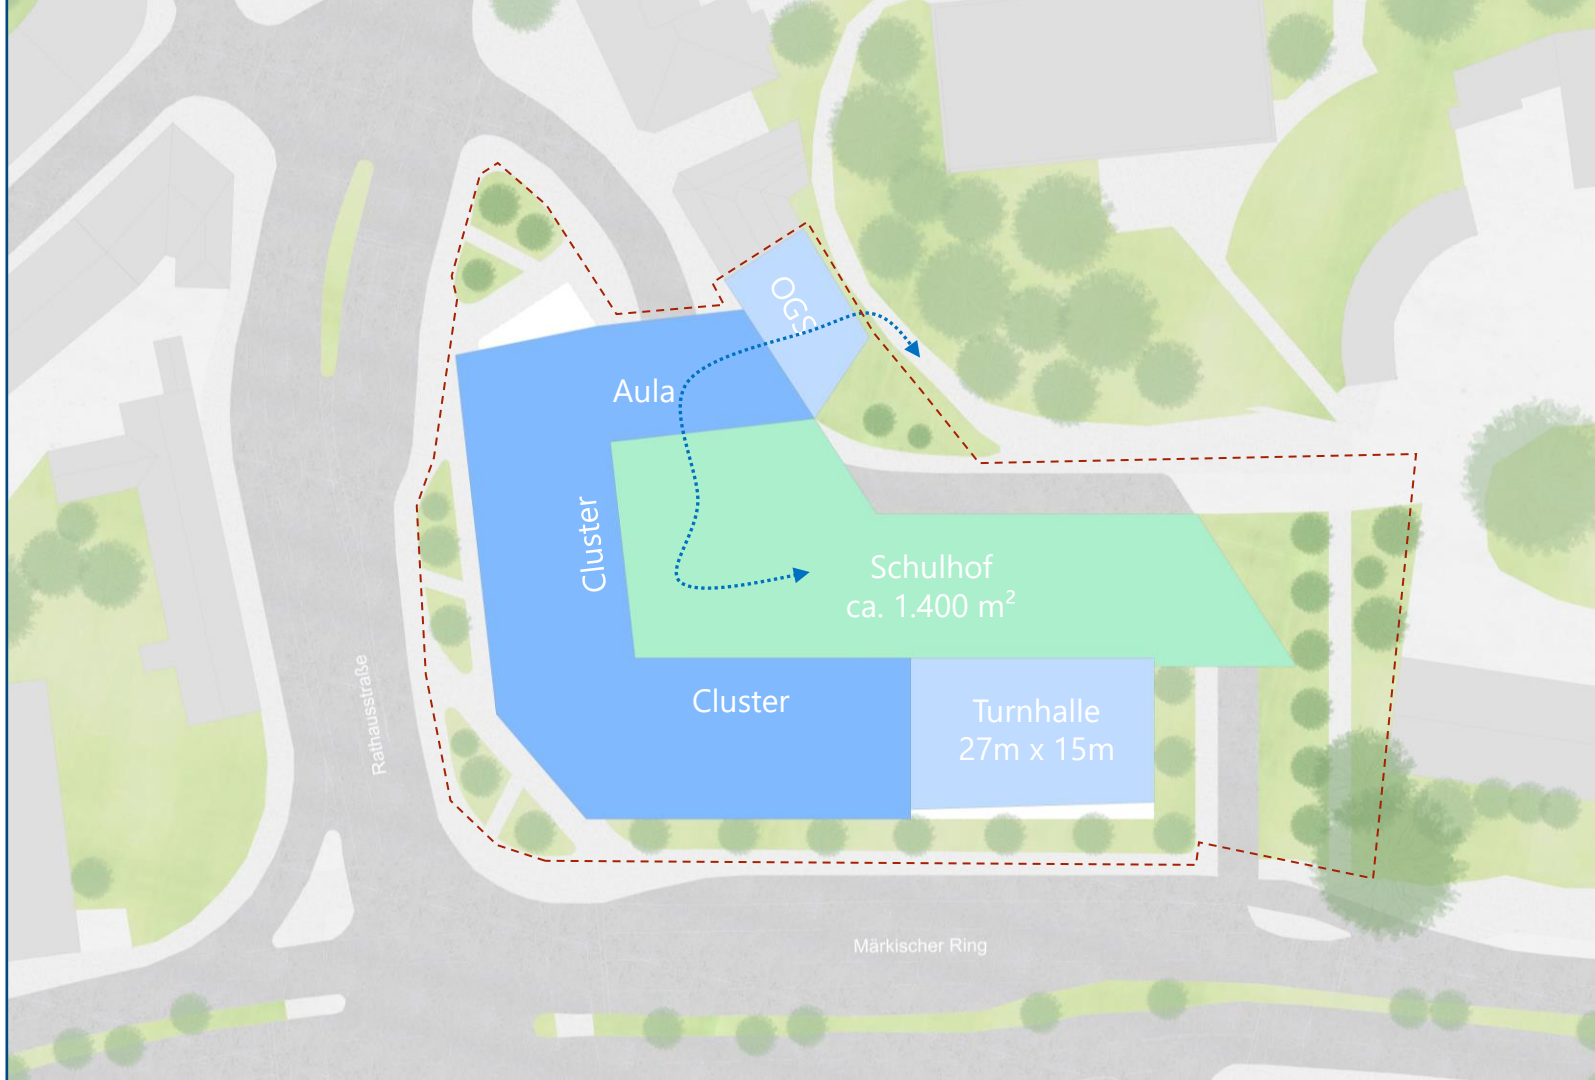 OGS
Aula
Cluster
Schulhof
ca. 1.400 m²
Cluster
Turnhalle
27m x 15m
Rathausstraße
Märkischer Ring